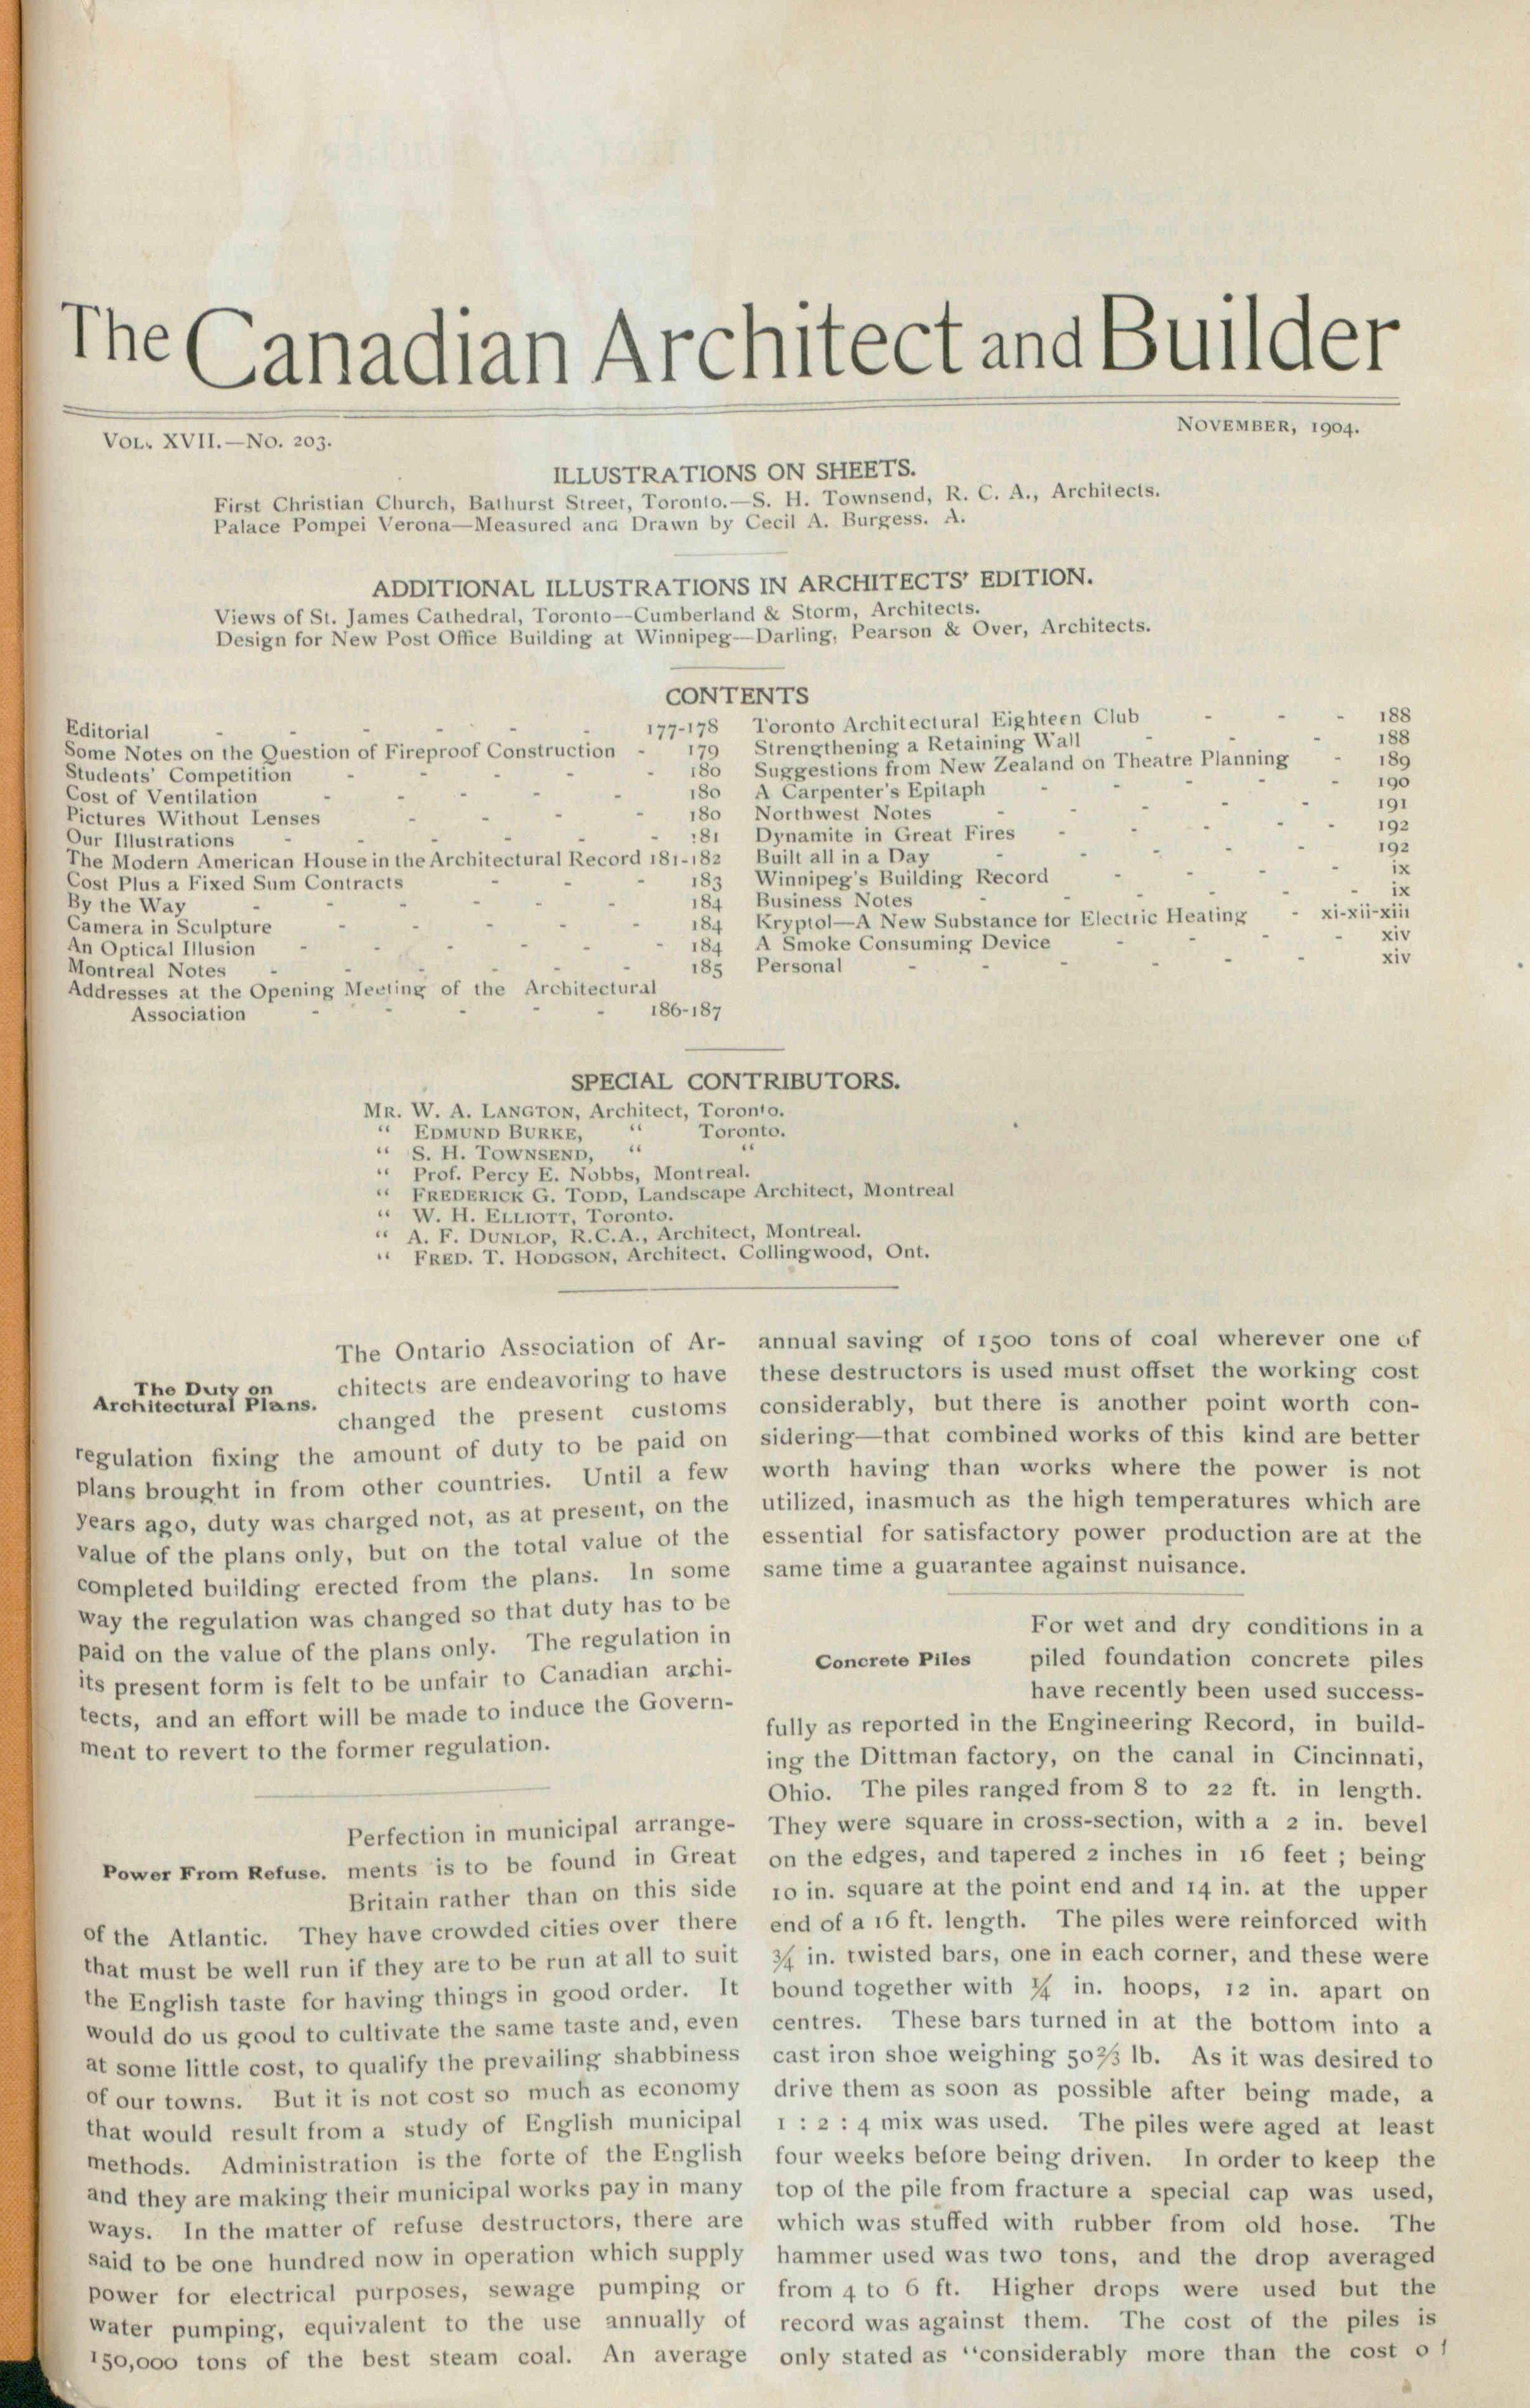 The Canadian Architect and Builder
VOL. XVII.—No. 203.
NOVEMBER, 1904.
ILLUSTRATIONS ON SHEETS.
First Christian Church, Bathurst Street, Toronto.—S. H. Townsend, R. C. A., Architects.
Palace Pompei Verona—Measured and Drawn by Cecil A. Burgess. A.
ADDITIONAL ILLUSTRATIONS IN ARCHITECTS' EDITION.
Views of St. James Cathedral, Toronto—Cumberland & Storm, Architects.
Design for New Post Office Building at Winnipeg—Darling, Pearson & Over, Architects.
CONTENTS
Editorial - - - - - - 177-178
Some Notes on the Question of Fireproof Construction - 179
Students' Competition - - - - - 180
Cost of Ventilation - - - - - 180
Pictures Without Lenses - - - - 180
Our Illustrations - - - - - - 181
The Modern American House in the Architectural Record 181-182
Cost Plus a Fixed Sum Contracts - - - 183
By the Way - - - - - - 184
Camera in Sculpture - - - - - 184
An Optical Illusion - - - - - - 184
Montreal Notes - - - - - - 185
Addresses at the Opening Meeting of the Architectural
Association - - - - - 186-187
Toronto Architectural Eighteen Club - - - 188
Strengthening a Retaining Wall - - - 188
Suggestions from New Zealand on Theatre Planning - 189
A Carpenter's Epitaph - - - - - 190
Northwest Notes - - - - - 191
Dynamite in Great Fires - - - - - 192
Built all in a Day - - - - - 192
Winnipeg's Building Record - - - - ix
Business Notes - - - - - - ix
Kryptol—A New Substance for Electric Heating - xi-xii-xiii
A Smoke Consuming Device - - - - xiv
Personal - - - - - - xiv
SPECIAL CONTRIBUTORS.
MR. W. A. LANGTON, Architect, Toronto.
" EDMUND BURKE, " Toronto.
" S. H. TOWNSEND, " "
" Prof. Percy E. Nobbs, Montreal.
" FREDERICK G. TODD, Landscape Architect, Montreal
" W. H. ELLIOTT, Toronto.
" A. F. DUNLOP, R.C.A., Architect, Montreal.
" FRED. T. HODGSON, Architect. Collingwood, Ont.
The Duty on
Architectural Plans.
The Ontario Association of Ar-
chitects are endeavoring to have
changed the present customs
regulation fixing the amount of duty to be paid on
plans brought in from other countries. Until a few
years ago, duty was charged not, as at present, on the
value of the plans only, but on the total value of the
completed building erected from the plans. In some
way the regulation was changed so that duty has to be
paid on the value of the plans only. The regulation in
its present form is felt to be unfair to Canadian archi-
tects, and an effort will be made to induce the Govern-
ment to revert to the former regulation.
Power From Refuse.
Perfection in municipal arrange-
ments is to be found in Great
Britain rather than on this side
of the Atlantic. They have crowded cities over there
that must be well run if they are to be run at all to suit
the English taste for having things in good order. It
would do us good to cultivate the same taste and, even
at some little cost, to qualify the prevailing shabbiness
of our towns. But it is not cost so much as economy
that would result from a study of English municipal
methods. Administration is the forte of the English
and they are making their municipal works pay in many
ways. In the matter of refuse destructors, there are
said to be one hundred now in operation which supply
power for electrical purposes, sewage pumping or
water pumping, equivalent to the use annually of
150,000 tons of the best steam coal. An average
annual saving of 1500 tons of coal wherever one of
these destructors is used must offset the working cost
considerably, but there is another point worth con-
sidering—that combined works of this kind are better
worth having than works where the power is not
utilized, inasmuch as the high temperatures which are
essential for satisfactory power production are at the
same time a guarantee against nuisance.
Concrete Piles
For wet and dry conditions in a
piled foundation concrete piles
have recently been used success-
fully as reported in the Engineering Record, in build-
ing the Dittman factory, on the canal in Cincinnati,
Ohio. The piles ranged from 8 to 22 ft. in length.
They were square in cross-section, with a 2 in. bevel
on the edges, and tapered 2 inches in 16 feet ; being
10 in. square at the point end and 14 in. at the upper
end of a 16 ft. length. The piles were reinforced with
¾ in. twisted bars, one in each corner, and these were
bound together with ¼ in. hoops, 12 in. apart on
centres. These bars turned in at the bottom into a
cast iron shoe weighing 50⅔ lb. As it was desired to
drive them as soon as possible after being made, a
1 : 2 : 4 mix was used. The piles were aged at least
four weeks before being driven. In order to keep the
top of the pile from fracture a special cap was used,
which was stuffed with rubber from old hose. The
hammer used was two tons, and the drop averaged
from 4 to 6 ft. Higher drops were used but the
record was against them. The cost of the piles is
only stated as "considerably more than the cost of